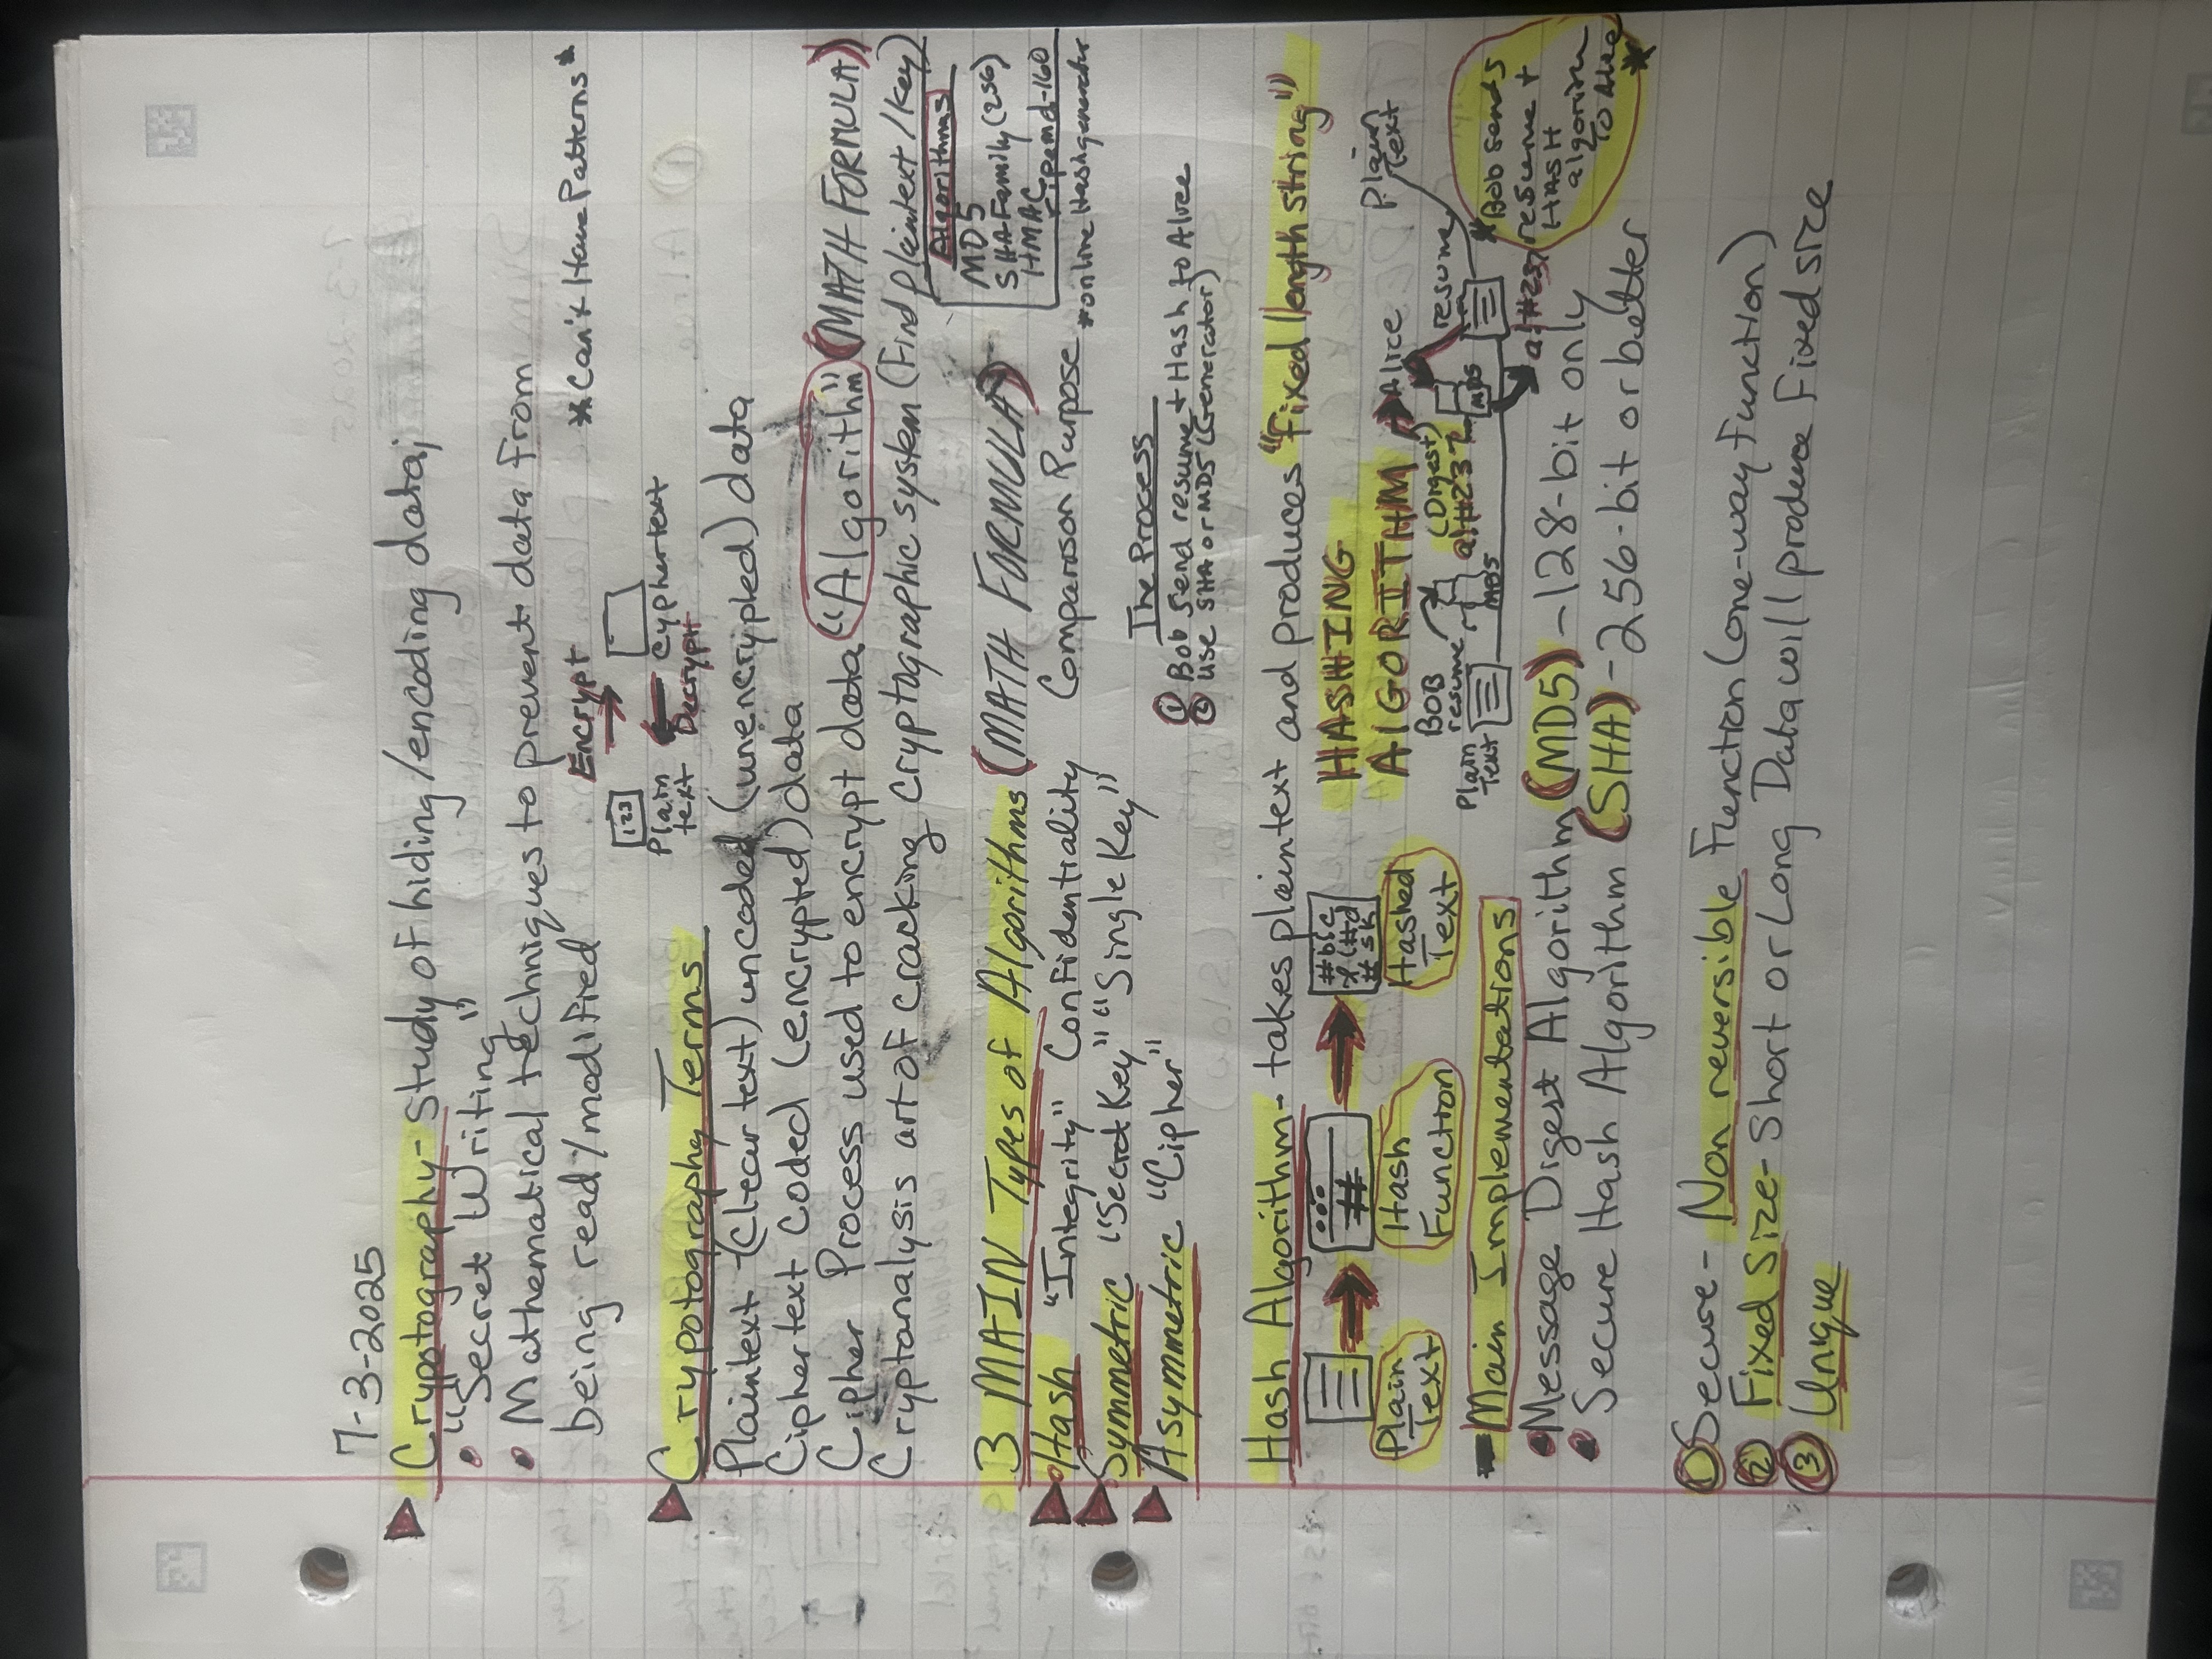 7-3-2025
Crypotography- study of hiding/encoding data;
"Secret Writing"
Mathematical techniques to prevent data from
being read/modified
*Can't Have Patterns*
Encrypt
123
Plain text
Cyphertext
Decrypt
Crypotography Terms
Plaintext -(Clear text) uncoded (unencrypted) data
Ciphertext Coded (encrypted) data
Cipher Process used to encrypt data "Algorithm" (MATH FORMULA)
Cryptanalysis art of cracking cryptographic system (Find plaintext/key)
Algorithms
MD5
SHA Family (256)
HMAC
ripemd-160
*online Hash generator
3 MAIN Types of Algorithms (MATH FORMULA)
Hash "Integrity" Confidentiality Comparison Purpose
Symmetric "Secret Key" "Single Key"
Asymmetric "Cipher"
The Process
① Bob Send resume + Hash to Alice
② use SHA or MD5 (Generator)
Hash Algorithm- takes plaintext and produces "Fixed length string"
##
Plain Text
Hash Function
Hashed Text
HASHING
AlGORITHM
BOB
resume
Plain Text
MD5
(Digest)
a!#237
Alice
MD5
a!#237
resume
Plain Text
*Bob sends
resume +
HASH
algorithm
To Alice
*
Main Implementations
Message Digest Algorithm (MD5) -128-bit only
Secure Hash Algorithm (SHA) -256-bit or better
① Secure- Non reversible Function (one-way function)
② Fixed Size- Short or Long Data will produce Fixed size
③ Unique